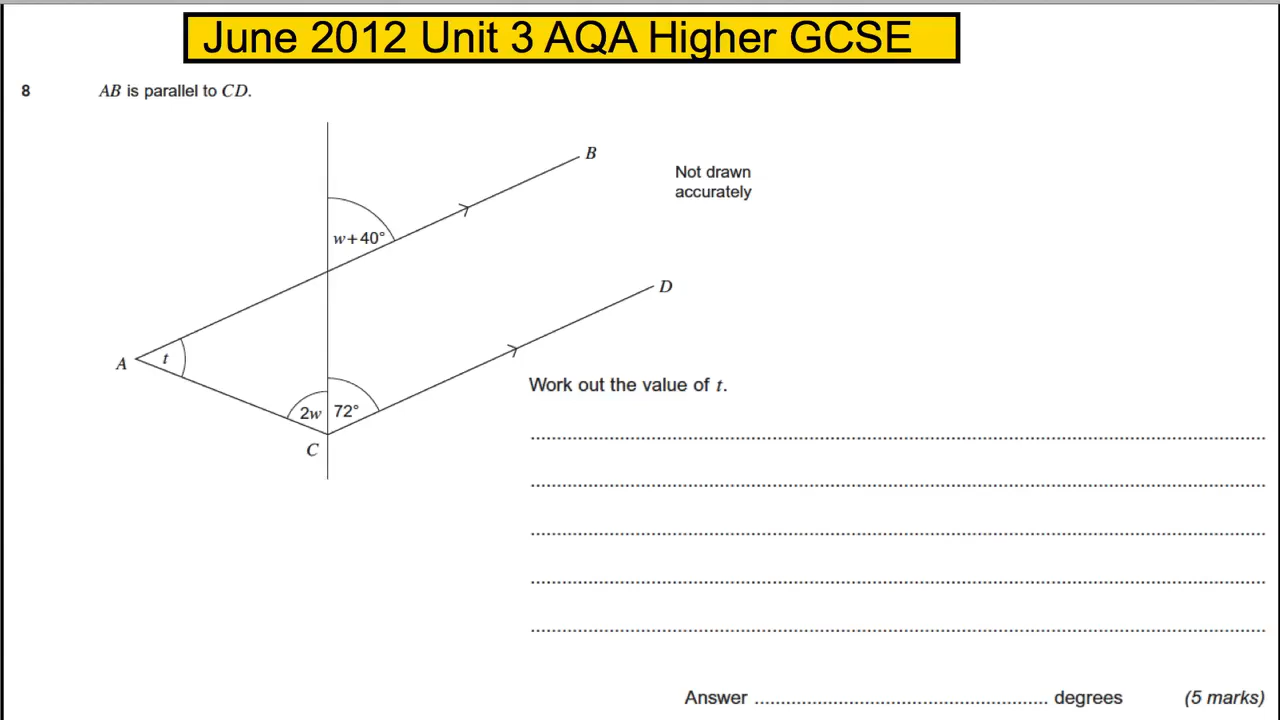 June 2012 Unit 3 AQA Higher GCSE
8 AB is parallel to CD.
B
Not drawn
accurately
w+40°
D
A
t
Work out the value of t.
2w 72°
C
Answer ........................................................ degrees (5 marks)